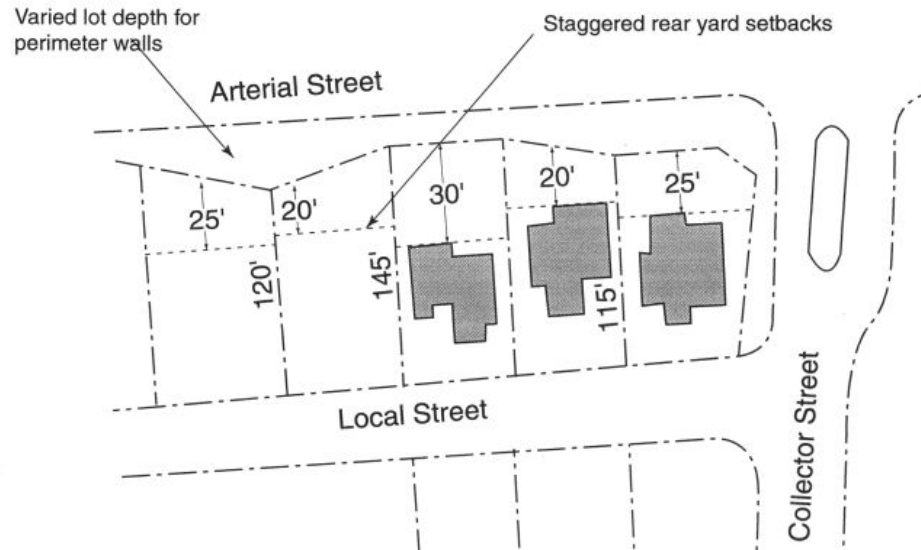 Varied lot depth for
perimeter walls
Staggered rear yard setbacks
Arterial Street
25'
20'
30'
20'
25'
120'
145'
115'
Local Street
Collector Street